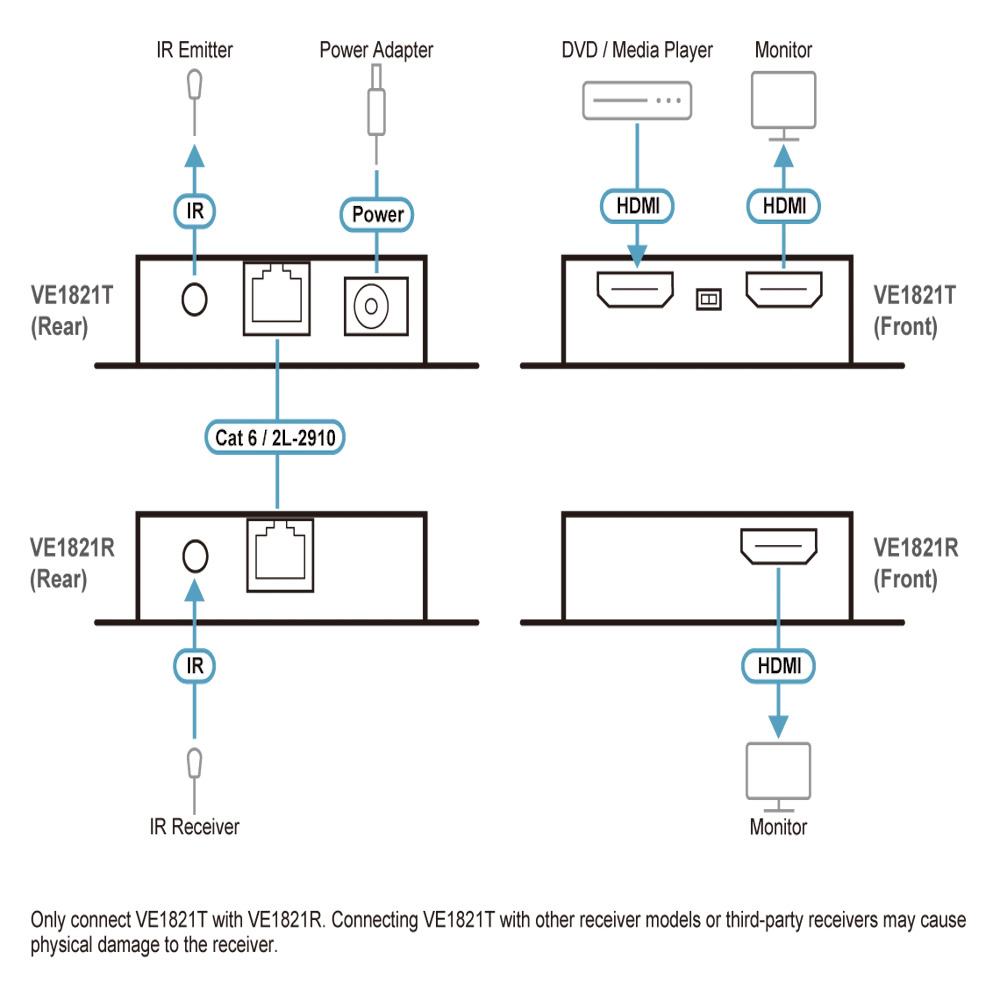 IR Emitter
Power Adapter
DVD / Media Player
Monitor
IR
Power
HDMI
HDMI
VE1821T
(Rear)
VE1821T
(Front)
Cat 6 / 2L-2910
VE1821R
(Rear)
VE1821R
(Front)
IR
HDMI
IR Receiver
Monitor
Only connect VE1821T with VE1821R. Connecting VE1821T with other receiver models or third-party receivers may cause
physical damage to the receiver.